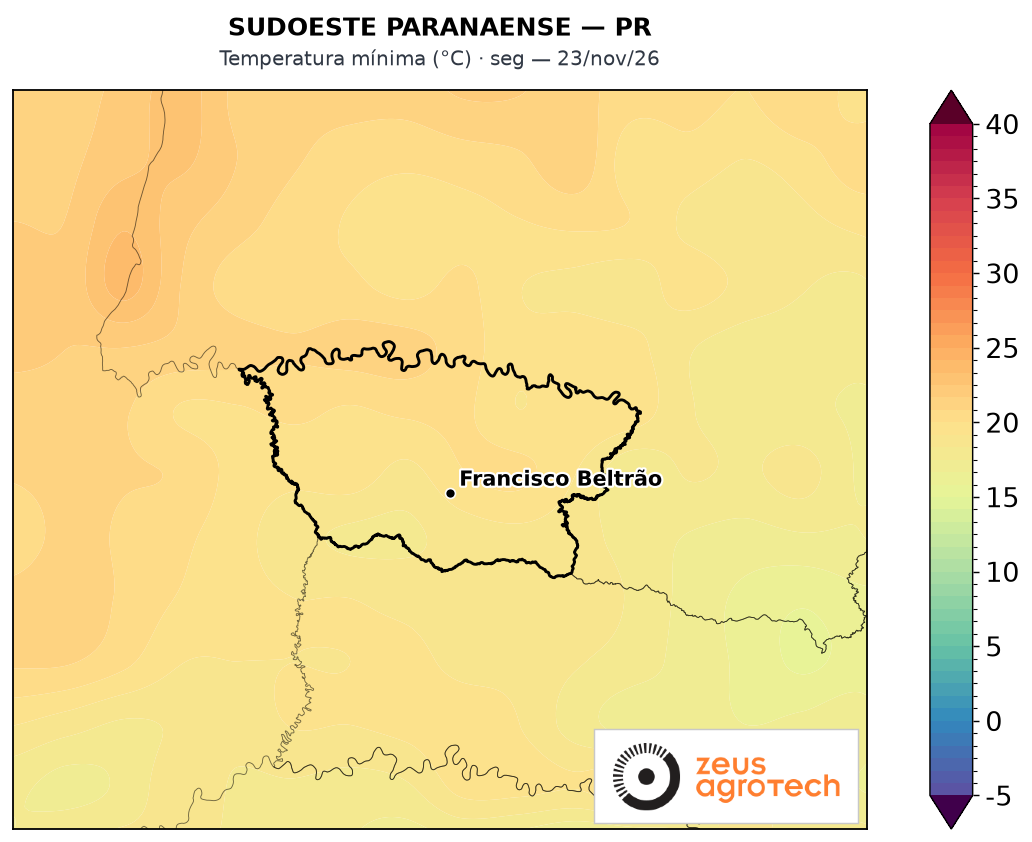 SUDOESTE PARANAENSE — PR
Temperatura mínima (°C) · seg — 23/nov/26
40
35
30
25
20
15
10
5
0
-5
Francisco Beltrão
zeus
agrotech